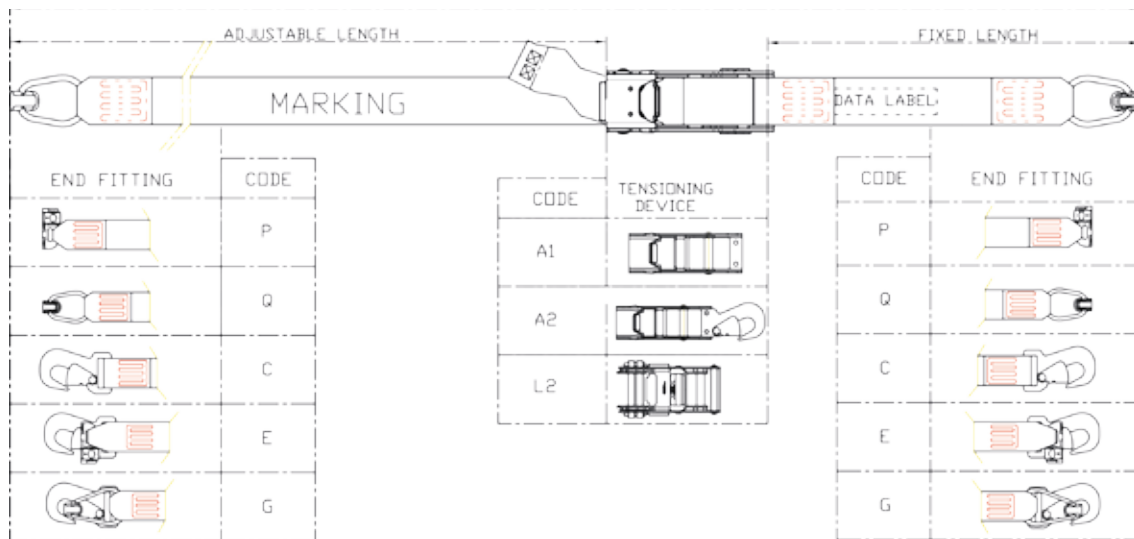 ADJUSTABLE LENGTH
FIXED LENGTH
MARKING
DATA LABEL
END FITTING CODE
P
Q
C
E
G
CODE TENSIONING
DEVICE
A1
A2
L2
CODE END FITTING
P
Q
C
E
G